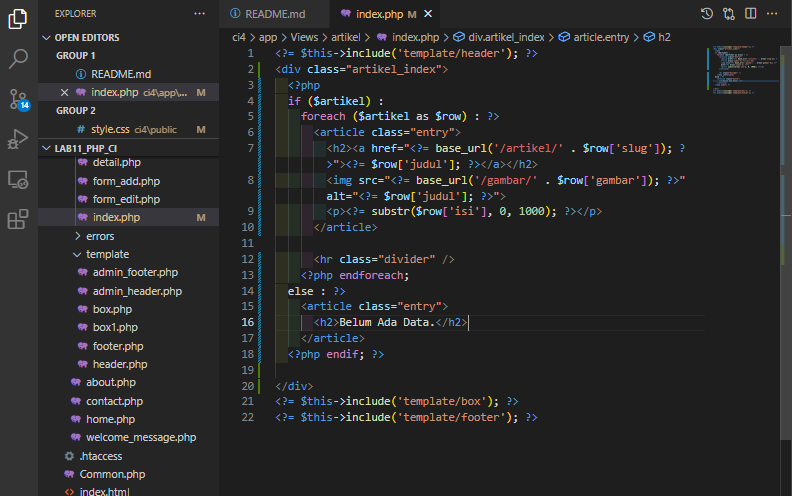 EXPLORER
OPEN EDITORS
GROUP 1
README.md
index.php ci4\app\... M
GROUP 2
style.css ci4\public M
LAB11_PHP_CI
detail.php
form_add.php
form_edit.php
index.php M
errors
template
admin_footer.php
admin_header.php
box.php
box1.php
footer.php
header.php
about.php
contact.php
home.php
welcome_message.php
.htaccess
Common.php
index.html
14
README.md
index.php M
ci4 > app > Views > artikel > index.php > div.artikel_index > article.entry > h2
1 <?= $this->include('template/header'); ?>
2 <div class="artikel_index">
3 <?php
4 if ($artikel) :
5 foreach ($artikel as $row) : ?>
6 <article class="entry">
7 <h2><a href="<?= base_url('/artikel/' . $row['slug']); ?
>"><?= $row['judul']; ?></a></h2>
8 <img src="<?= base_url('/gambar/' . $row['gambar']); ?>"
alt="<?= $row['judul']; ?>">
9 <p><?= substr($row['isi'], 0, 1000); ?></p>
10 </article>
11
12 <hr class="divider" />
13 <?php endforeach;
14 else : ?>
15 <article class="entry">
16 <h2>Belum Ada Data.</h2>
17 </article>
18 <?php endif; ?>
19
20 </div>
21 <?= $this->include('template/box'); ?>
22 <?= $this->include('template/footer'); ?>